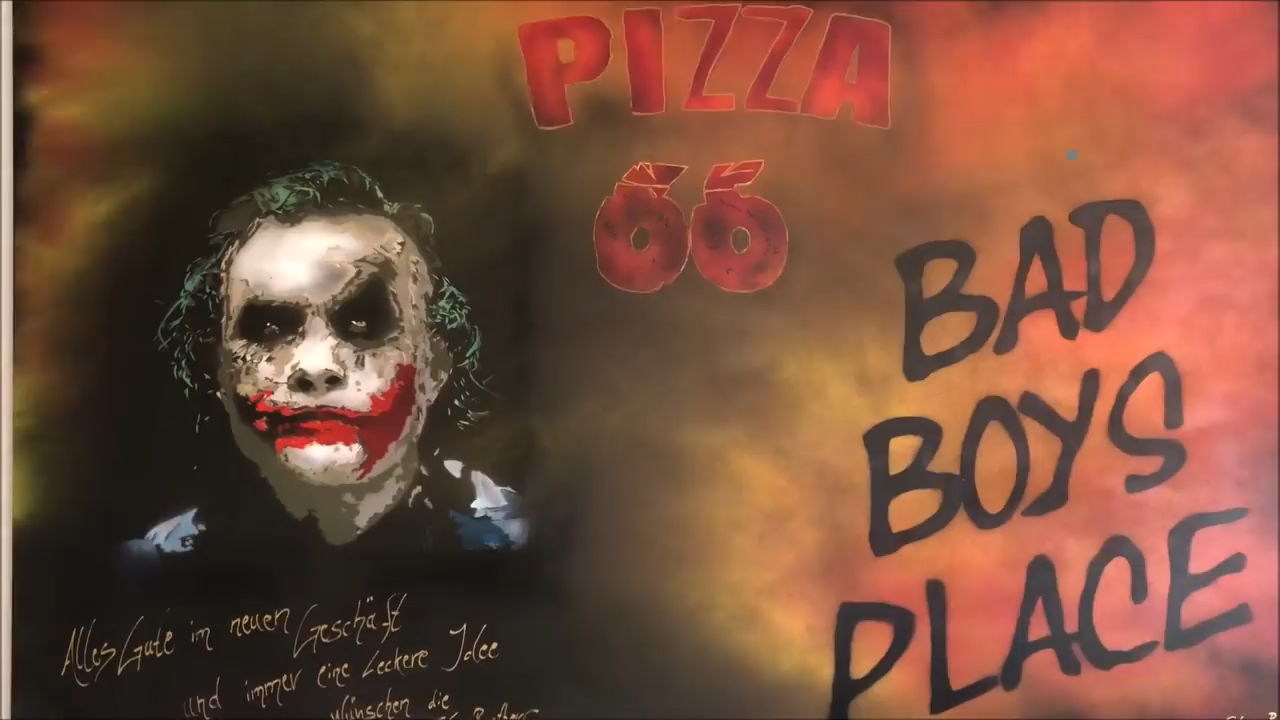 PIZZA
66
BAD
BOYS
PLACE
Alles Gute im neuen Geschäft
und immer eine Leckere Idee
wünschen die